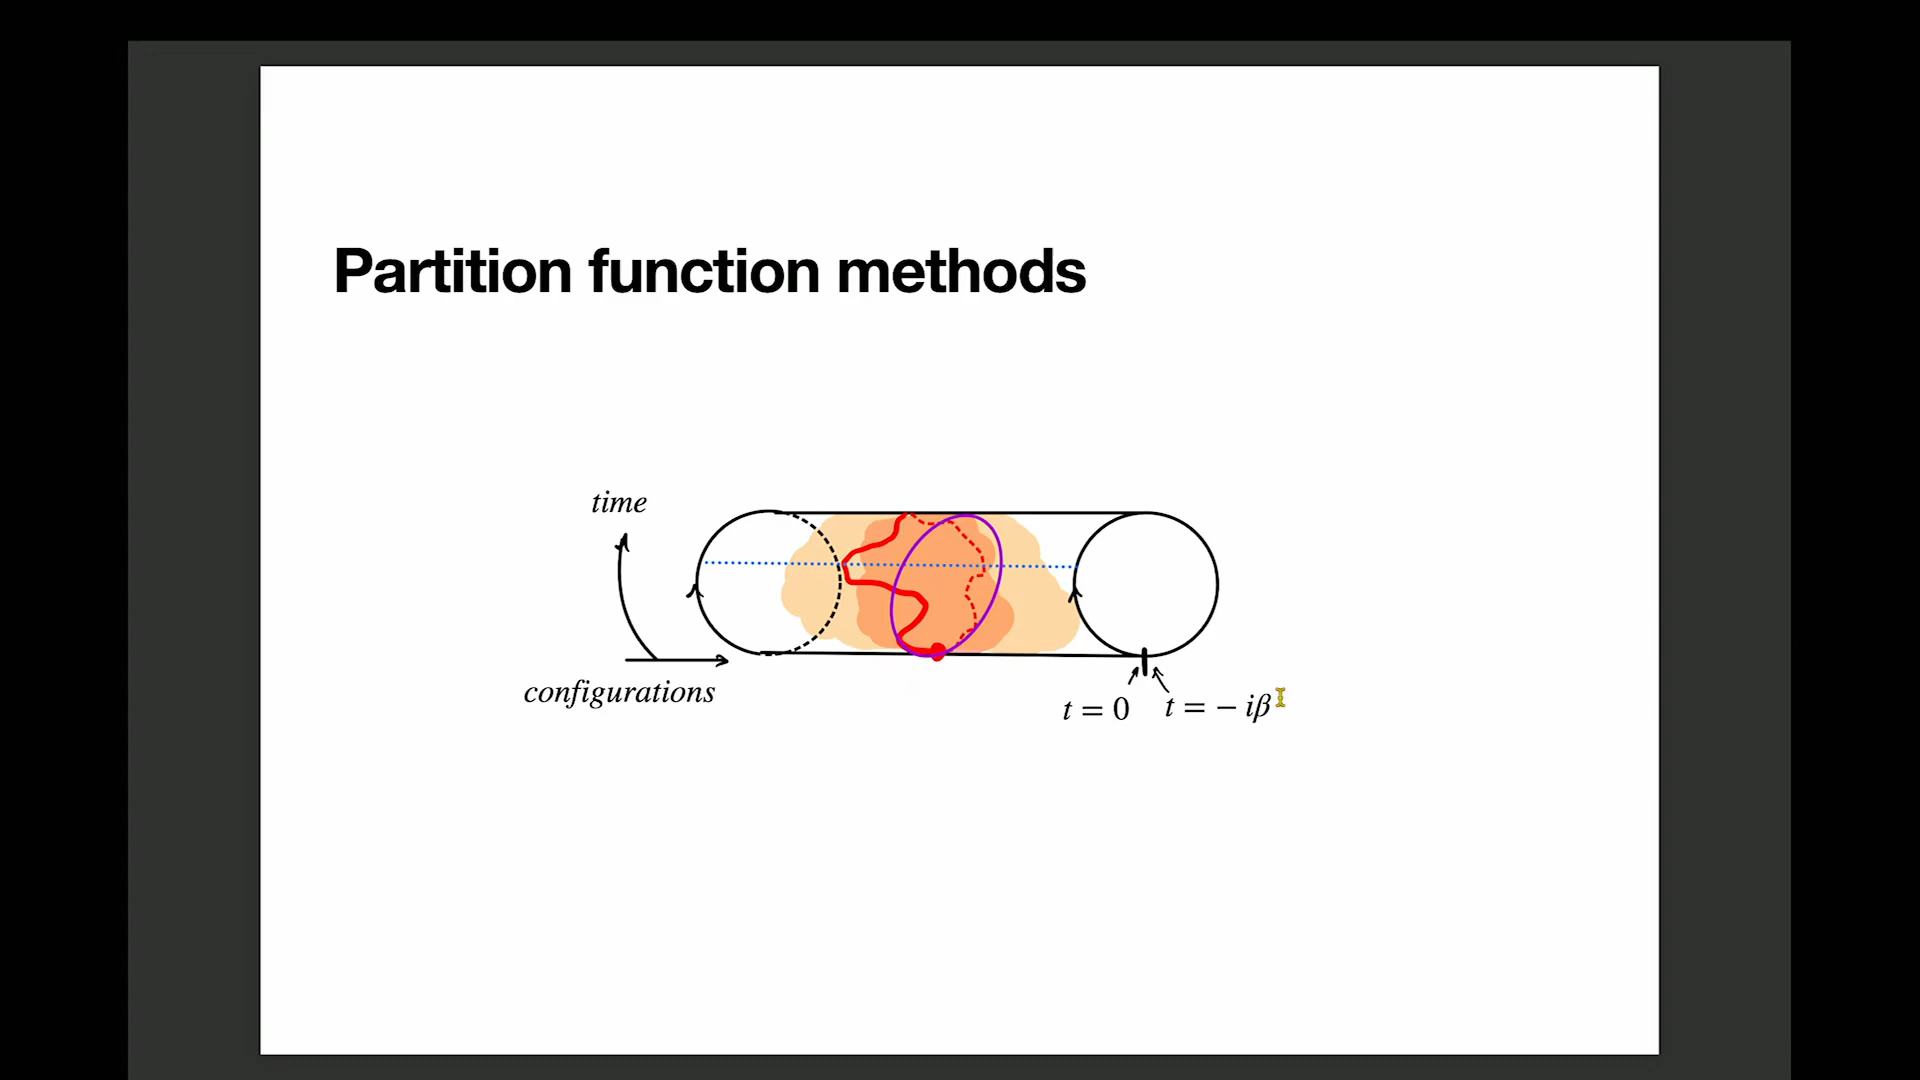 Partition function methods
time
configurations
t = 0
t = − iβ